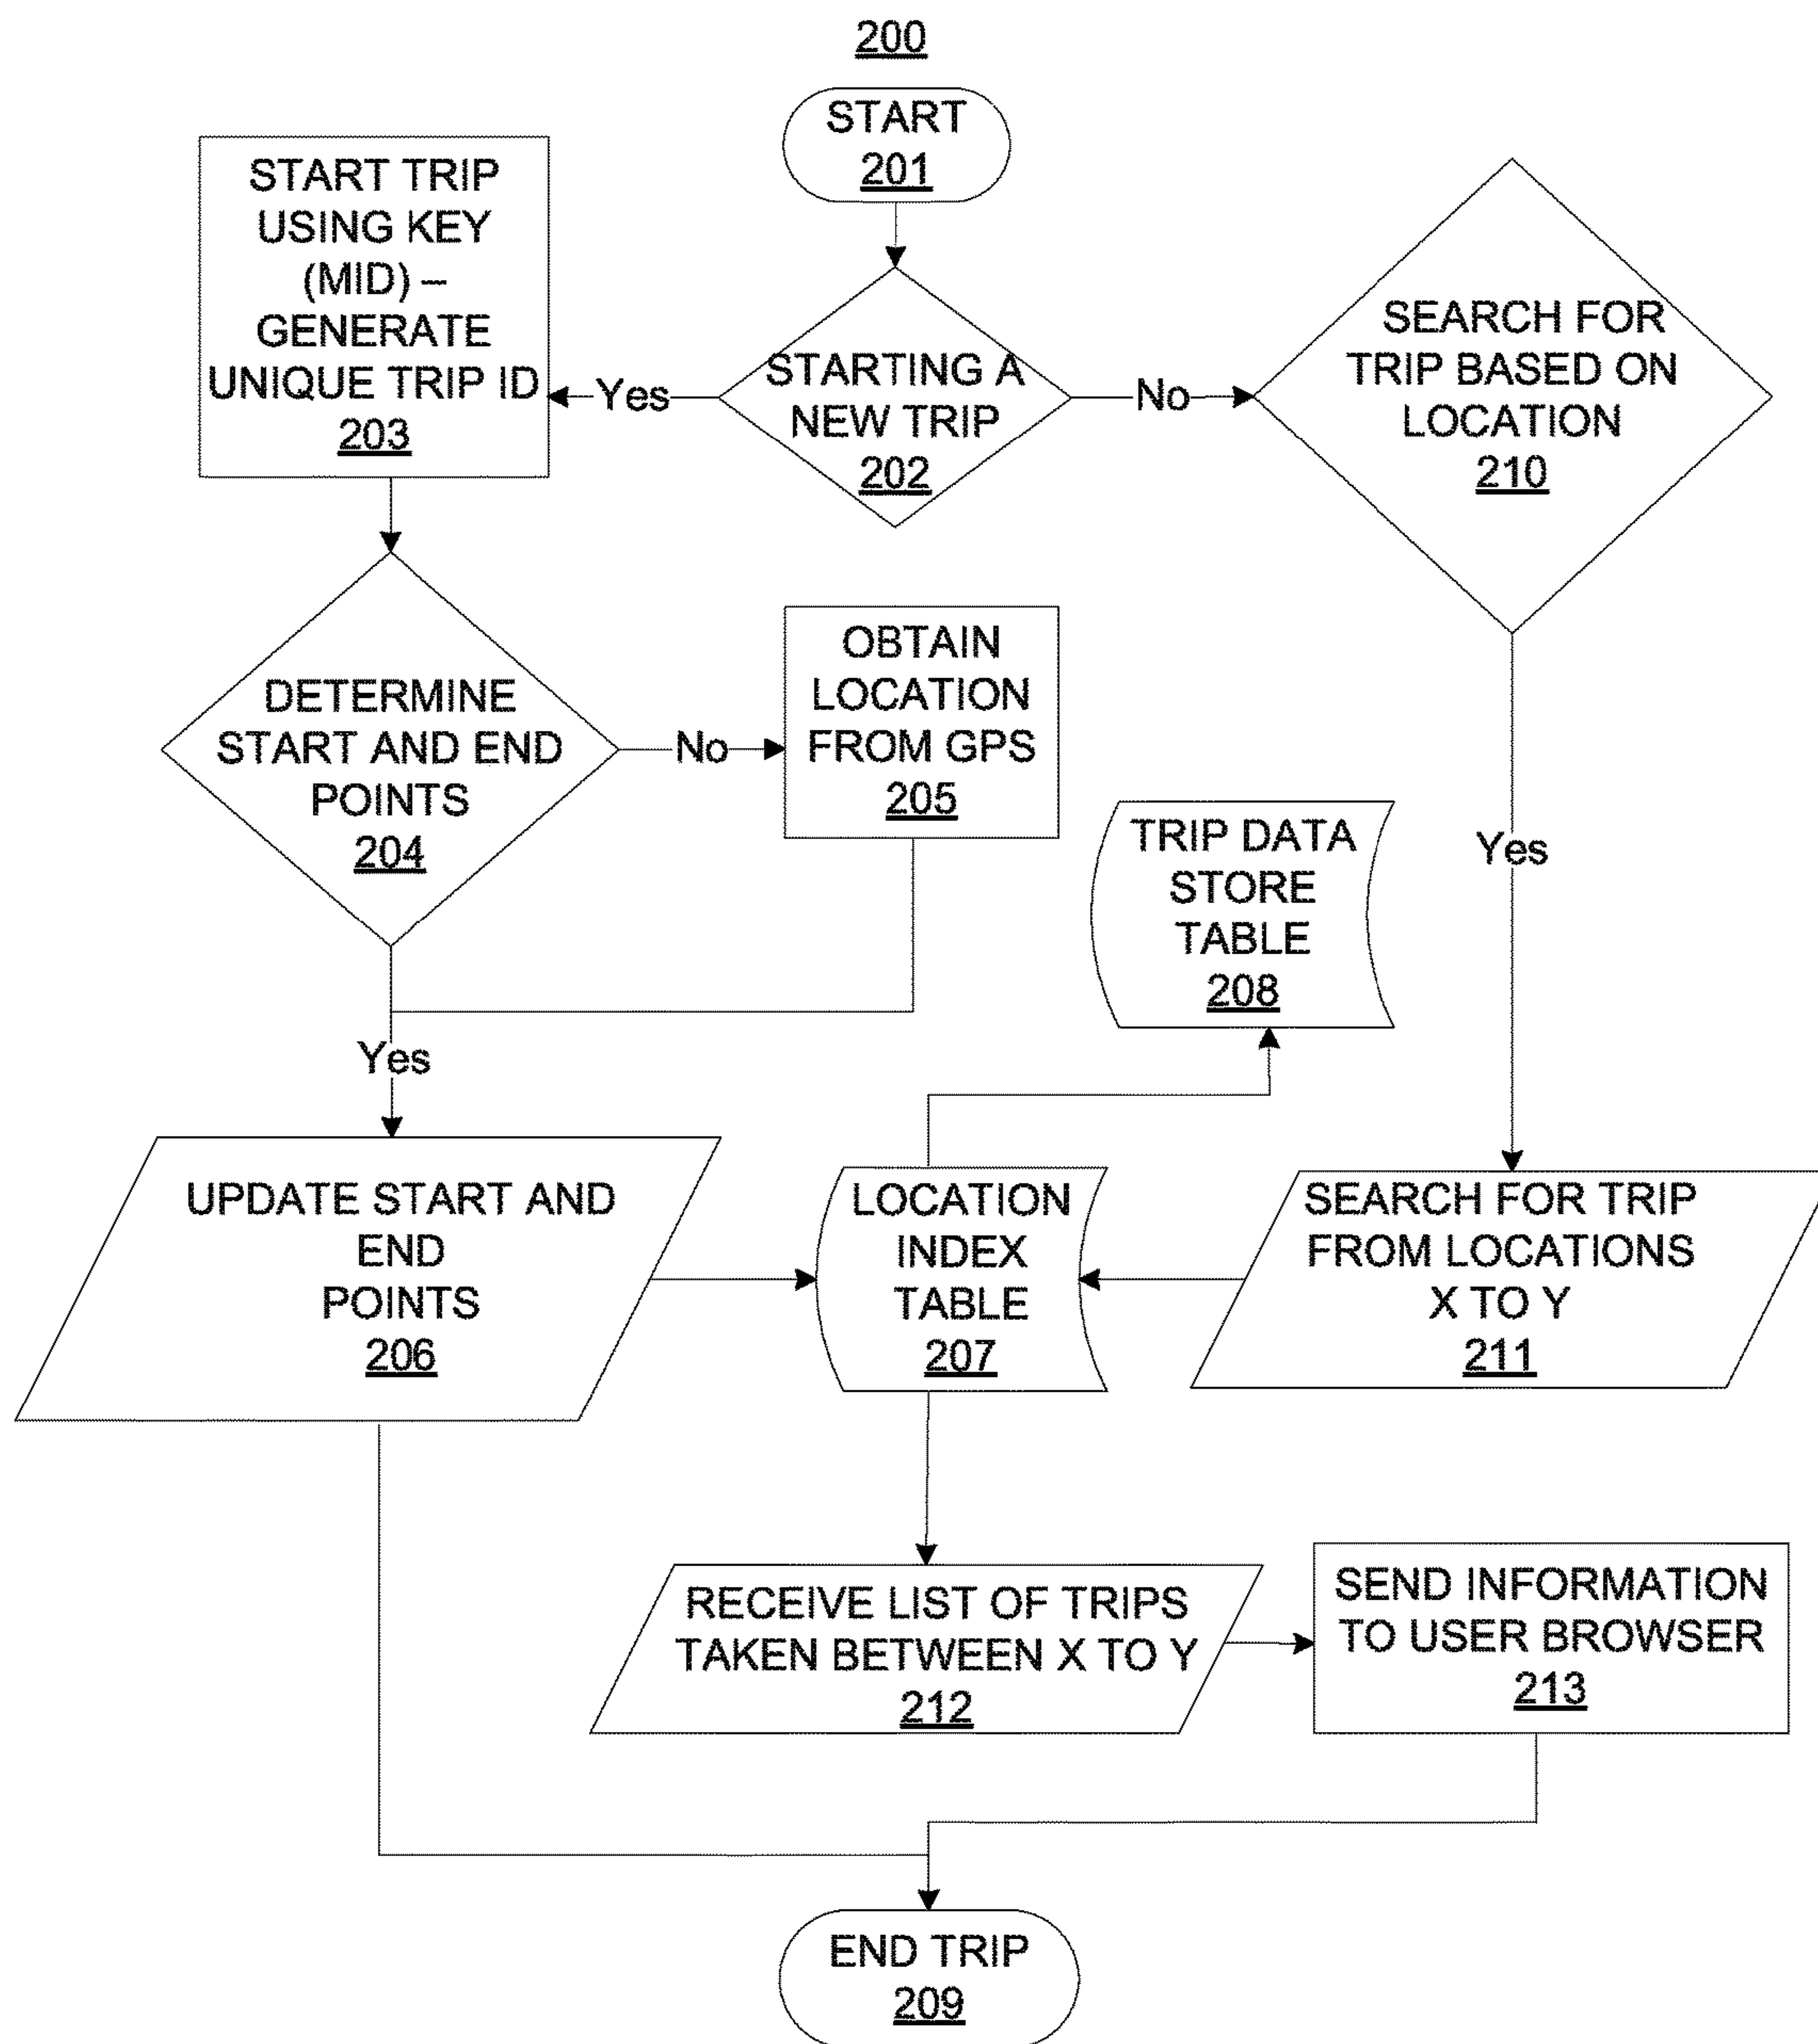 200
START
201
START TRIP
USING KEY
(MID) –
GENERATE
UNIQUE TRIP ID
203
Yes
STARTING A
NEW TRIP
202
No
SEARCH FOR
TRIP BASED ON
LOCATION
210
DETERMINE
START AND END
POINTS
204
No
OBTAIN
LOCATION
FROM GPS
205
TRIP DATA
STORE
TABLE
208
Yes
Yes
UPDATE START AND
END
POINTS
206
LOCATION
INDEX
TABLE
207
SEARCH FOR TRIP
FROM LOCATIONS
X TO Y
211
RECEIVE LIST OF TRIPS
TAKEN BETWEEN X TO Y
212
SEND INFORMATION
TO USER BROWSER
213
END TRIP
209